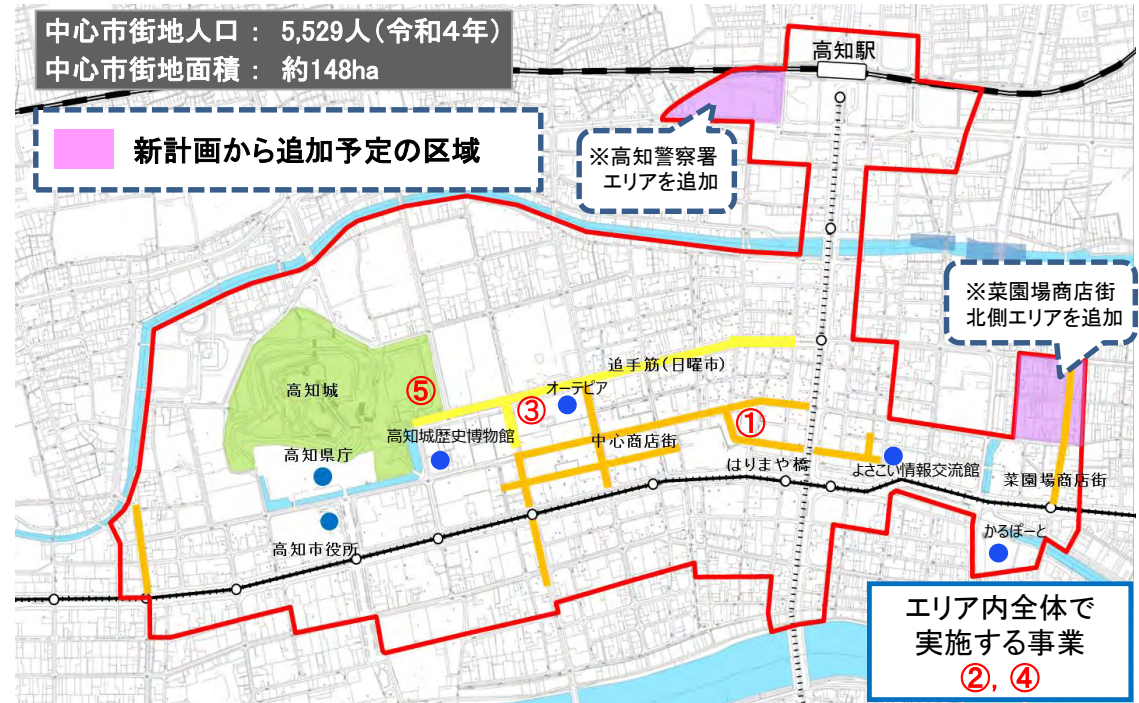 中心市街地人口： 5,529人（令和４年）
中心市街地面積： 約148ha
新計画から追加予定の区域
高知駅
※高知警察署
エリアを追加
※菜園場商店街
北側エリアを追加
追手筋（日曜市）
オーテピア
高知城
⑤
③
①
高知城歴史博物館
中心商店街
高知県庁
はりまや橋
よさこい情報交流館
菜園場商店街
高知市役所
かるぽーと
エリア内全体で
実施する事業
②，④